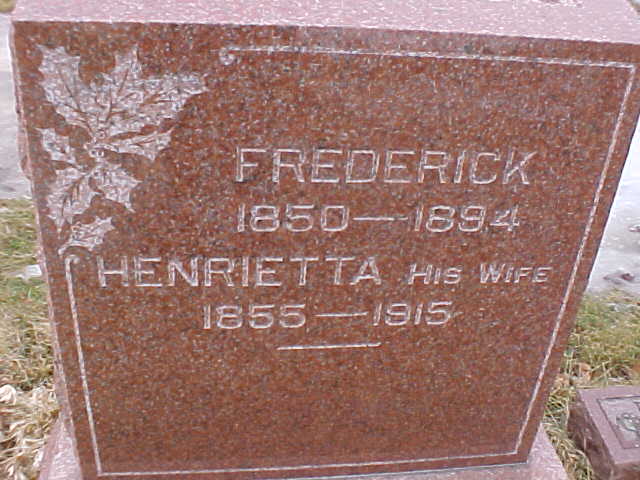 FREDERICK
1850—1894
HENRIETTA HIS WIFE
1855—1915